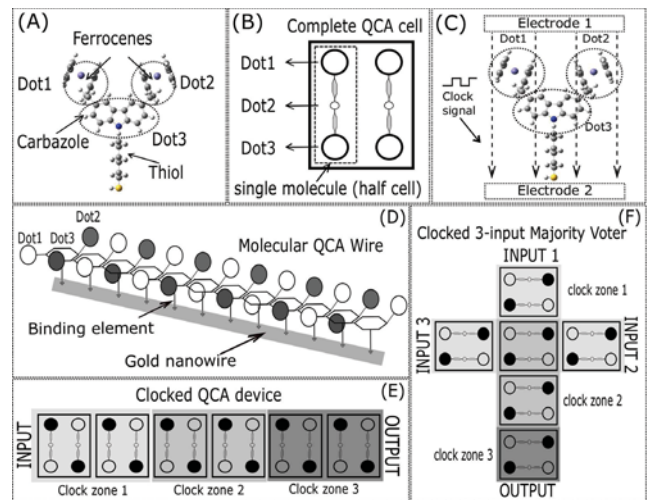 (A)
Ferrocenes
Dot1
Dot2
Carbazole
Dot3
Thiol
(B)
Complete QCA cell
Dot1
Dot2
Dot3
single molecule (half cell)
(C)
Electrode 1
Dot1
Dot2
Clock
signal
Dot3
Electrode 2
(D)
Dot2
Dot1
Dot3
Molecular QCA Wire
Binding element
Gold nanowire
(E)
Clocked QCA device
INPUT
OUTPUT
Clock zone 1
Clock zone 2
Clock zone 3
(F)
Clocked 3-input Majority Voter
INPUT 1
clock zone 1
INPUT 3
INPUT 2
clock zone 2
clock zone 3
OUTPUT